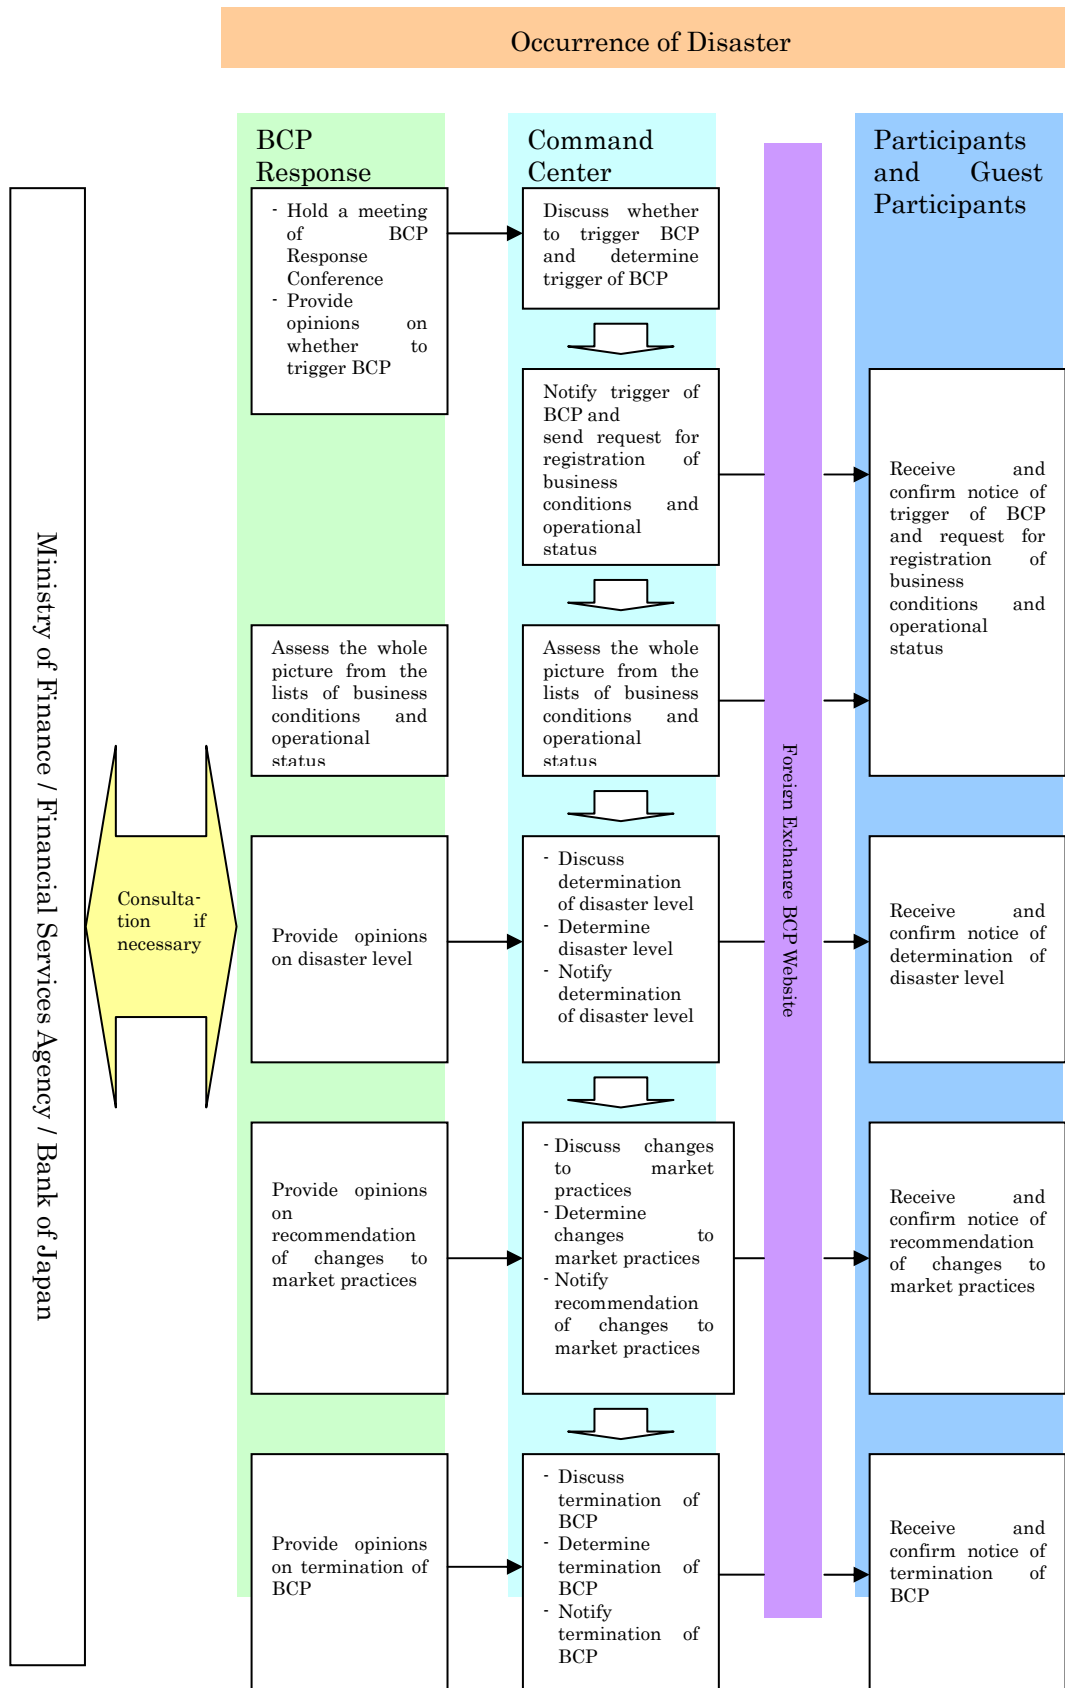 Occurrence of Disaster
BCP
Response
Command
Center
Participants
and Guest
Participants
Ministry of Finance / Financial Services Agency / Bank of Japan
Consulta-
tion if
necessary
Foreign Exchange BCP Website
- Hold a meeting
of BCP
Response
Conference
- Provide
opinions on
whether to
trigger BCP
Discuss whether
to trigger BCP
and determine
trigger of BCP
Notify trigger of
BCP and
send request for
registration of
business
conditions and
operational
status
Receive and
confirm notice of
trigger of BCP
and request for
registration of
business
conditions and
operational
status
Assess the whole
picture from the
lists of business
conditions and
operational
status
Assess the whole
picture from the
lists of business
conditions and
operational
status
Provide opinions
on disaster level
- Discuss
determination
of disaster level
- Determine
disaster level
- Notify
determination
of disaster level
Receive and
confirm notice of
determination of
disaster level
Provide opinions
on
recommendation
of changes to
market practices
- Discuss changes
to market
practices
- Determine
changes to
market practices
- Notify
recommendation
of changes to
market practices
Receive and
confirm notice of
recommendation
of changes to
market practices
Provide opinions
on termination of
BCP
- Discuss
termination of
BCP
- Determine
termination of
BCP
- Notify
termination of
BCP
Receive and
confirm notice of
termination of
BCP